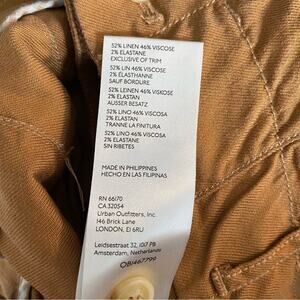 52% LINEN 46% VISCOSE
2% ELASTANE
EXCLUSIVE OF TRIM
52% LIN 46% VISCOSE
2% ÉLASTHANNE
SAUF BORDURE
52% LEINEN 46% VISKOSE
2% ELASTAN
AUSSER BESATZ
52% LINO 46% VISCOSA
2% ELASTAN
TRANNE LA FINITURA
52% LINO 46% VISCOSA
2% ELASTANE
SIN RIBETES
MADE IN PHILIPPINES
HECHO EN LAS FILIPINAS
RN 66170
CA 32054
Urban Outfitters, Inc.
146 Brick Lane
LONDON, E1 6RU
Leidsestraat 32, 1017 PB
Amsterdam, Netherlands
OB1467799